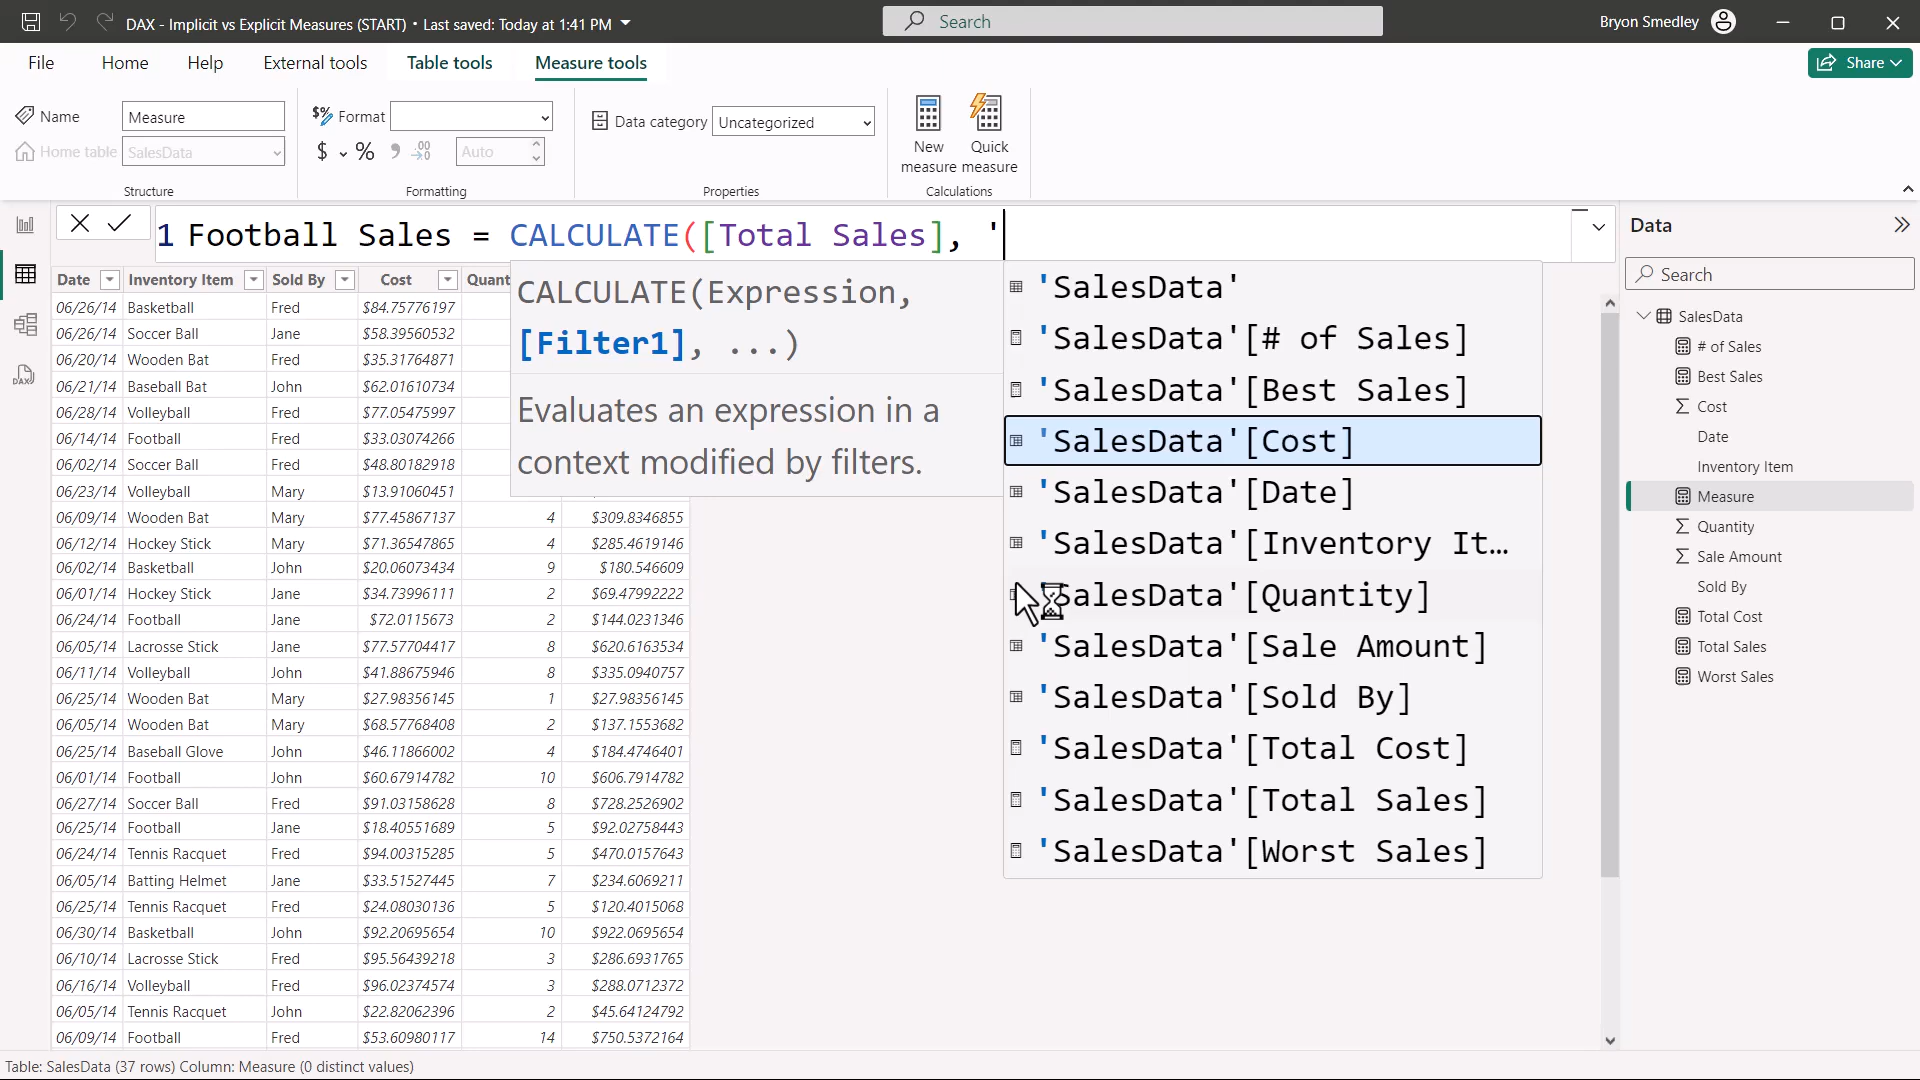 DAX - Implicit vs Explicit Measures (START) • Last saved: Today at 1:41 PM
Search
Bryon Smedley
File Home Help External tools Table tools Measure tools
Share
Name Measure
Home table SalesData
Structure
Format
$ % Auto
Formatting
Data category Uncategorized
Properties
New measure
Quick measure
Calculations
1 Football Sales = CALCULATE([Total Sales], '
CALCULATE(Expression,
[Filter1], ...)
Evaluates an expression in a
context modified by filters.
'SalesData'
'SalesData'[# of Sales]
'SalesData'[Best Sales]
'SalesData'[Cost]
'SalesData'[Date]
'SalesData'[Inventory It...
SalesData'[Quantity]
'SalesData'[Sale Amount]
'SalesData'[Sold By]
'SalesData'[Total Cost]
'SalesData'[Total Sales]
'SalesData'[Worst Sales]
Date Inventory Item Sold By Cost Quant
06/26/14 Basketball Fred $84.75776197
06/26/14 Soccer Ball Jane $58.39560532
06/20/14 Wooden Bat Fred $35.31764871
06/21/14 Baseball Bat John $62.01610734
06/28/14 Volleyball Fred $77.05475997
06/14/14 Football Fred $33.03074266
06/02/14 Soccer Ball Fred $48.80182918
06/23/14 Volleyball Mary $13.91060451
06/09/14 Wooden Bat Mary $77.45867137 4 $309.8346855
06/12/14 Hockey Stick Mary $71.36547865 4 $285.4619146
06/02/14 Basketball John $20.06073434 9 $180.546609
06/01/14 Hockey Stick Jane $34.73996111 2 $69.47992222
06/24/14 Football Jane $72.0115673 2 $144.0231346
06/05/14 Lacrosse Stick Jane $77.57704417 8 $620.6163534
06/11/14 Volleyball John $41.88675946 8 $335.0940757
06/25/14 Wooden Bat Mary $27.98356145 1 $27.98356145
06/05/14 Wooden Bat Mary $68.57768408 2 $137.1553682
06/25/14 Baseball Glove John $46.11866002 4 $184.4746401
06/01/14 Football John $60.67914782 10 $606.7914782
06/27/14 Soccer Ball Fred $91.03158628 8 $728.2526902
06/25/14 Football Jane $18.40551689 5 $92.02758443
06/24/14 Tennis Racquet Fred $94.00315285 5 $470.0157643
06/05/14 Batting Helmet Jane $33.51527445 7 $234.6069211
06/25/14 Tennis Racquet Fred $24.08030136 5 $120.4015068
06/30/14 Basketball John $92.20695654 10 $922.0695654
06/10/14 Lacrosse Stick Fred $95.56439218 3 $286.6931765
06/16/14 Volleyball Fred $96.02374574 3 $288.0712372
06/05/14 Tennis Racquet John $22.82062396 2 $45.64124792
06/09/14 Football Fred $53.60980117 14 $750.5372164
Data
Search
SalesData
# of Sales
Best Sales
Cost
Date
Inventory Item
Measure
Quantity
Sale Amount
Sold By
Total Cost
Total Sales
Worst Sales
Table: SalesData (37 rows) Column: Measure (0 distinct values)